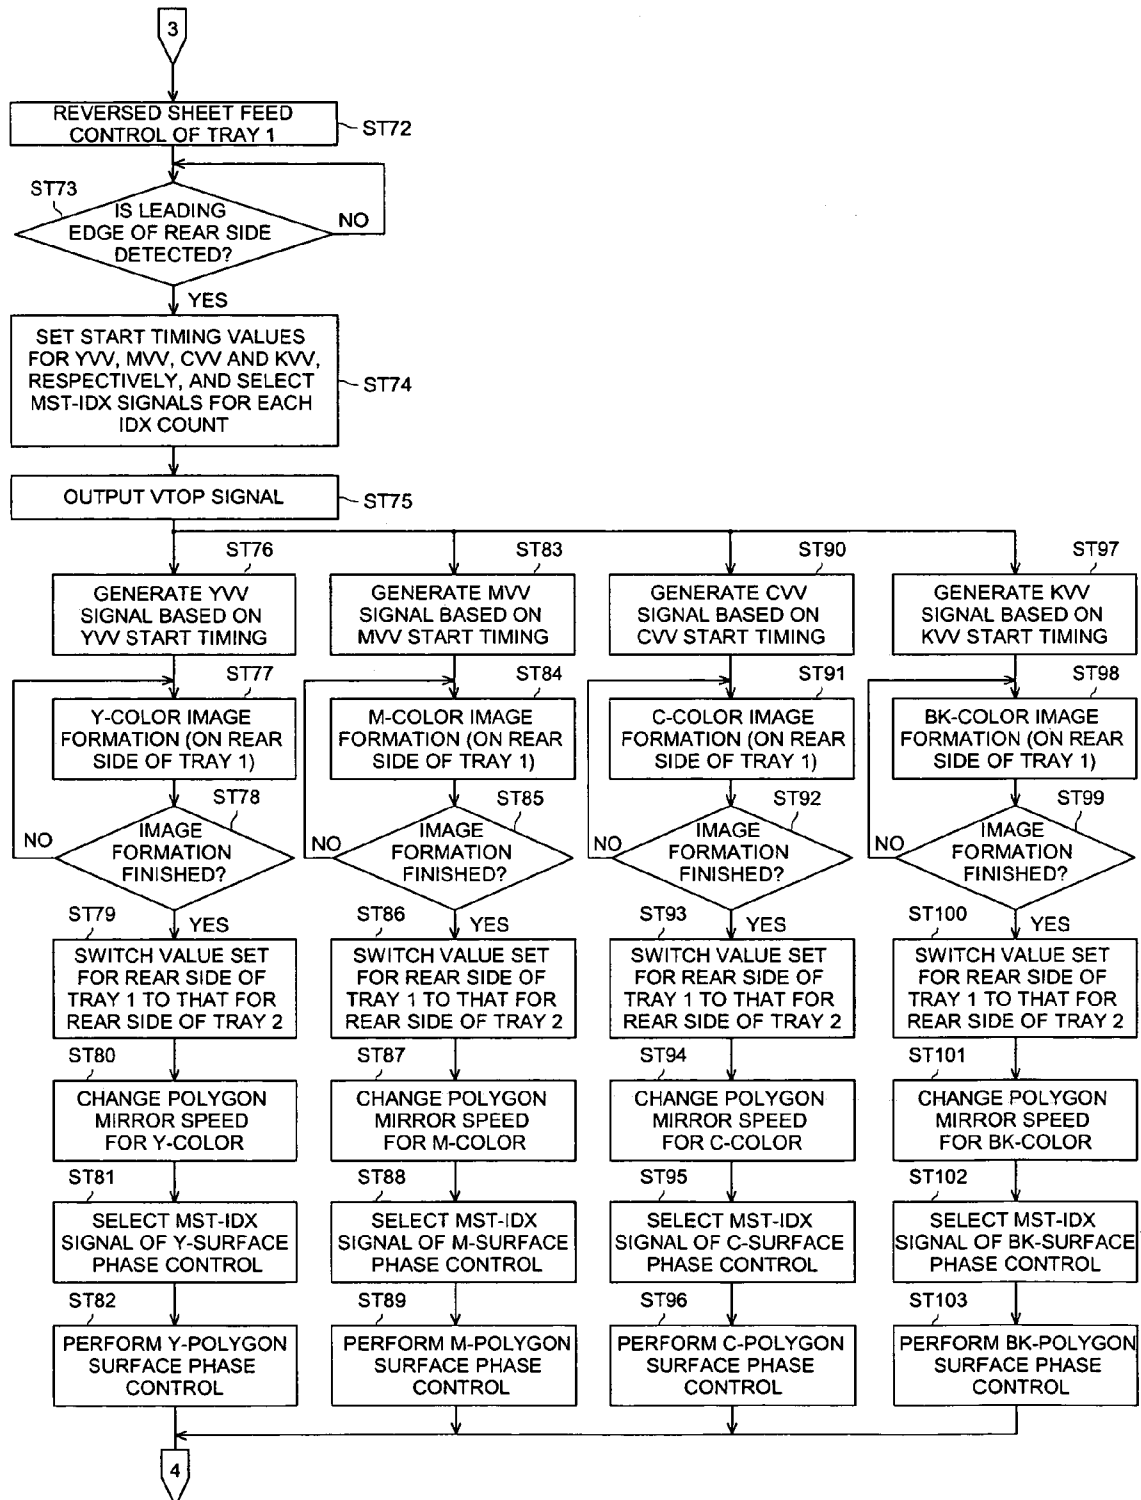 3
REVERSED SHEET FEED
CONTROL OF TRAY 1
ST72
ST73
IS LEADING
EDGE OF REAR SIDE
DETECTED?
NO
YES
SET START TIMING VALUES
FOR YVV, MVV, CVV AND KVV,
RESPECTIVELY, AND SELECT
MST-IDX SIGNALS FOR EACH
IDX COUNT
ST74
OUTPUT VTOP SIGNAL
ST75
ST76
GENERATE YVV
SIGNAL BASED ON
YVV START TIMING
ST77
Y-COLOR IMAGE
FORMATION (ON REAR
SIDE OF TRAY 1)
ST78
IMAGE
FORMATION
FINISHED?
NO
YES
ST79
SWITCH VALUE SET
FOR REAR SIDE OF
TRAY 1 TO THAT FOR
REAR SIDE OF TRAY 2
ST80
CHANGE POLYGON
MIRROR SPEED
FOR Y-COLOR
ST81
SELECT MST-IDX
SIGNAL OF Y-SURFACE
PHASE CONTROL
ST82
PERFORM Y-POLYGON
SURFACE PHASE
CONTROL
ST83
GENERATE MVV
SIGNAL BASED ON
MVV START TIMING
ST84
M-COLOR IMAGE
FORMATION (ON REAR
SIDE OF TRAY 1)
ST85
IMAGE
FORMATION
FINISHED?
NO
YES
ST86
SWITCH VALUE SET
FOR REAR SIDE OF
TRAY 1 TO THAT FOR
REAR SIDE OF TRAY 2
ST87
CHANGE POLYGON
MIRROR SPEED
FOR M-COLOR
ST88
SELECT MST-IDX
SIGNAL OF M-SURFACE
PHASE CONTROL
ST89
PERFORM M-POLYGON
SURFACE PHASE
CONTROL
ST90
GENERATE CVV
SIGNAL BASED ON
CVV START TIMING
ST91
C-COLOR IMAGE
FORMATION (ON REAR
SIDE OF TRAY 1)
ST92
IMAGE
FORMATION
FINISHED?
NO
YES
ST93
SWITCH VALUE SET
FOR REAR SIDE OF
TRAY 1 TO THAT FOR
REAR SIDE OF TRAY 2
ST94
CHANGE POLYGON
MIRROR SPEED
FOR C-COLOR
ST95
SELECT MST-IDX
SIGNAL OF C-SURFACE
PHASE CONTROL
ST96
PERFORM C-POLYGON
SURFACE PHASE
CONTROL
ST97
GENERATE KVV
SIGNAL BASED ON
KVV START TIMING
ST98
BK-COLOR IMAGE
FORMATION (ON REAR
SIDE OF TRAY 1)
ST99
IMAGE
FORMATION
FINISHED?
NO
YES
ST100
SWITCH VALUE SET
FOR REAR SIDE OF
TRAY 1 TO THAT FOR
REAR SIDE OF TRAY 2
ST101
CHANGE POLYGON
MIRROR SPEED
FOR BK-COLOR
ST102
SELECT MST-IDX
SIGNAL OF BK-SURFACE
PHASE CONTROL
ST103
PERFORM BK-POLYGON
SURFACE PHASE
CONTROL
4